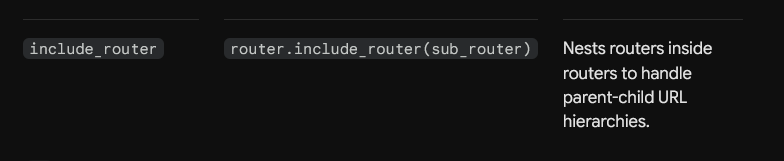 include_router
router.include_router(sub_router)
Nests routers inside
routers to handle
parent-child URL
hierarchies.